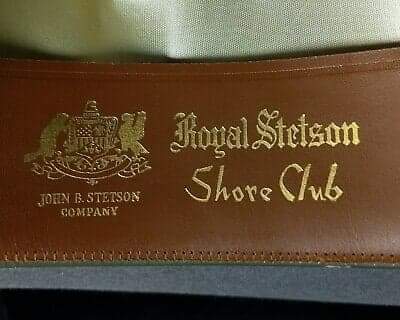 Royal Stetson
Shore Club
JOHN B. STETSON
COMPANY